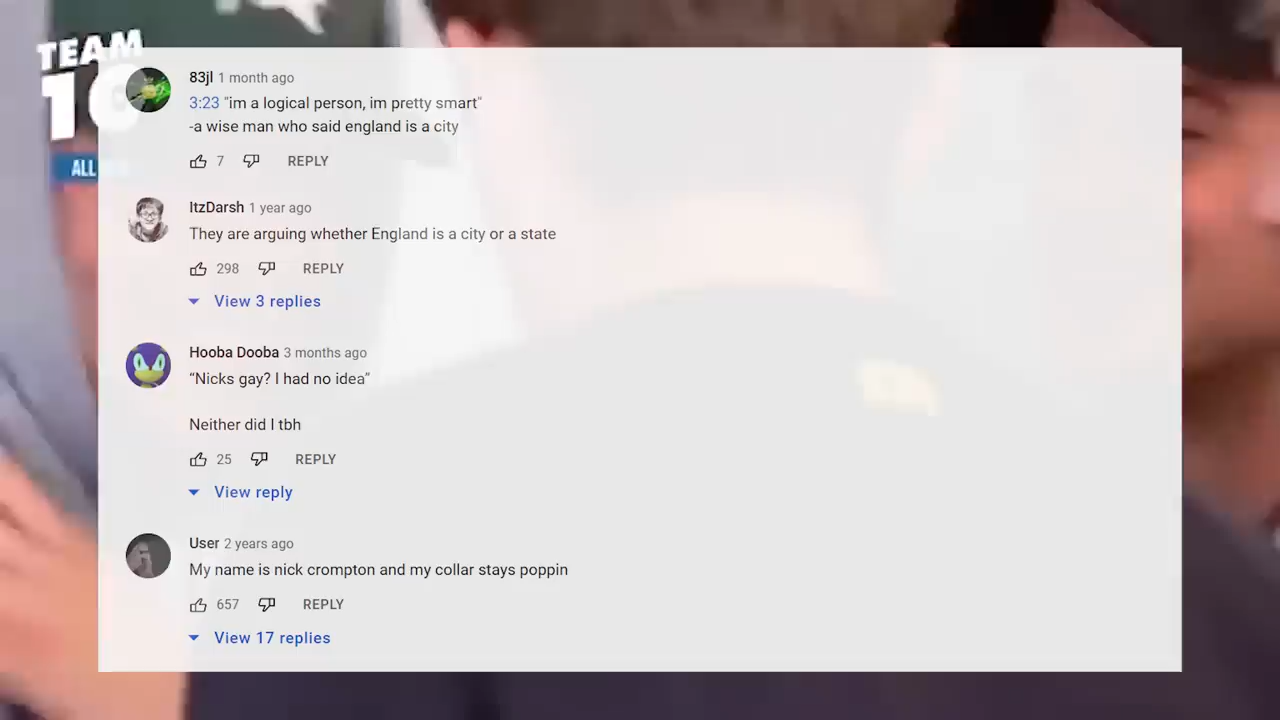 TEAM
10
ALL
83jl 1 month ago
3:23 "im a logical person, im pretty smart"
-a wise man who said england is a city
7 REPLY
ItzDarsh 1 year ago
They are arguing whether England is a city or a state
298 REPLY
View 3 replies
Hooba Dooba 3 months ago
“Nicks gay? I had no idea”
Neither did I tbh
25 REPLY
View reply
User 2 years ago
My name is nick crompton and my collar stays poppin
657 REPLY
View 17 replies